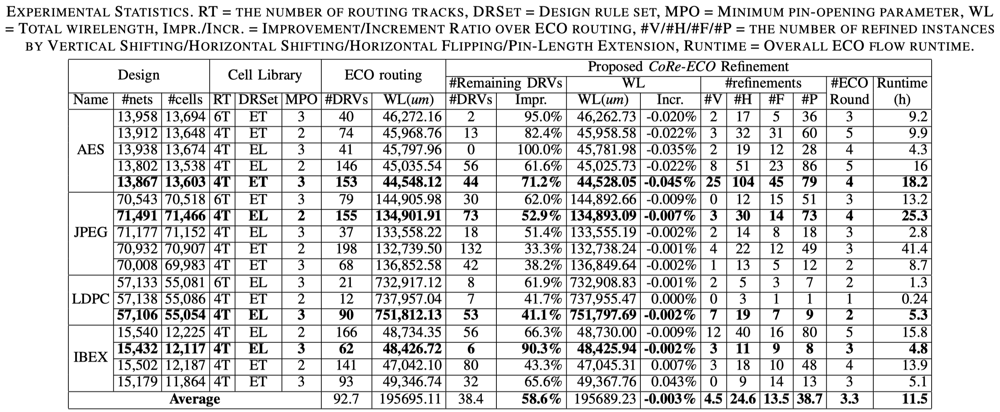 EXPERIMENTAL STATISTICS. RT = THE NUMBER OF ROUTING TRACKS, DRSET = DESIGN RULE SET, MPO = MINIMUM PIN-OPENING PARAMETER, WL
= TOTAL WIRELENGTH, IMPR./INCR. = IMPROVEMENT/INCREMENT RATIO OVER ECO ROUTING, #V/#H/#F/#P = THE NUMBER OF REFINED INSTANCES
BY VERTICAL SHIFTING/HORIZONTAL SHIFTING/HORIZONTAL FLIPPING/PIN-LENGTH EXTENSION, RUNTIME = OVERALL ECO FLOW RUNTIME.
Design Cell Library ECO routing Proposed CoRe-ECO Refinement
#Remaining DRVs WL #refinements #ECO Runtime
Name #nets #cells RT DRSet MPO #DRVs WL(um) #DRVs Impr. WL(um) Incr. #V #H #F #P Round (h)
13,958 13,694 6T ET 3 40 46,272.16 2 95.0% 46,262.73 -0.020% 2 17 5 36 3 9.2
13,912 13,648 4T ET 2 74 45,968.76 13 82.4% 45,958.58 -0.022% 3 32 31 60 5 9.9
AES 13,938 13,674 4T EL 3 41 45,797.96 0 100.0% 45,781.98 -0.035% 2 19 12 28 4 4.3
13,802 13,538 4T EL 2 146 45,035.54 56 61.6% 45,025.73 -0.022% 8 51 23 86 5 16
13,867 13,603 4T ET 3 153 44,548.12 44 71.2% 44,528.05 -0.045% 25 104 45 79 4 18.2
70,543 70,518 6T ET 3 79 144,905.98 30 62.0% 144,892.66 -0.009% 0 12 15 51 3 13.2
71,491 71,466 4T EL 2 155 134,901.91 73 52.9% 134,893.09 -0.007% 3 30 14 73 4 25.3
JPEG 71,177 71,152 4T EL 3 37 133,558.22 18 51.4% 133,555.19 -0.002% 2 14 8 18 3 2.8
70,932 70,907 4T ET 2 198 132,739.50 132 33.3% 132,738.24 -0.001% 4 22 12 49 3 41.4
70,008 69,983 4T ET 3 68 136,852.58 42 38.2% 136,849.64 -0.002% 1 13 5 12 2 8.7
57,133 55,081 6T EL 3 21 732,917.12 8 61.9% 732,908.83 -0.001% 2 5 3 7 2 1.3
LDPC 57,138 55,086 4T ET 2 12 737,957.04 7 41.7% 737,955.47 0.000% 0 3 1 1 1 0.24
57,106 55,054 4T EL 3 90 751,812.13 53 41.1% 751,797.69 -0.002% 7 19 7 9 2 5.3
15,540 12,225 4T EL 2 166 48,734.35 56 66.3% 48,730.00 -0.009% 12 40 16 80 5 15.8
IBEX 15,432 12,117 4T EL 3 62 48,426.72 6 90.3% 48,425.94 -0.002% 3 11 9 8 3 4.8
15,502 12,187 4T ET 2 141 47,042.10 80 43.3% 47,045.31 0.007% 3 18 10 48 4 13.9
15,179 11,864 4T ET 3 93 49,346.74 32 65.6% 49,367.76 0.043% 0 9 14 13 3 5.1
Average 92.7 195695.11 38.4 58.6% 195689.23 -0.003% 4.5 24.6 13.5 38.7 3.3 11.5